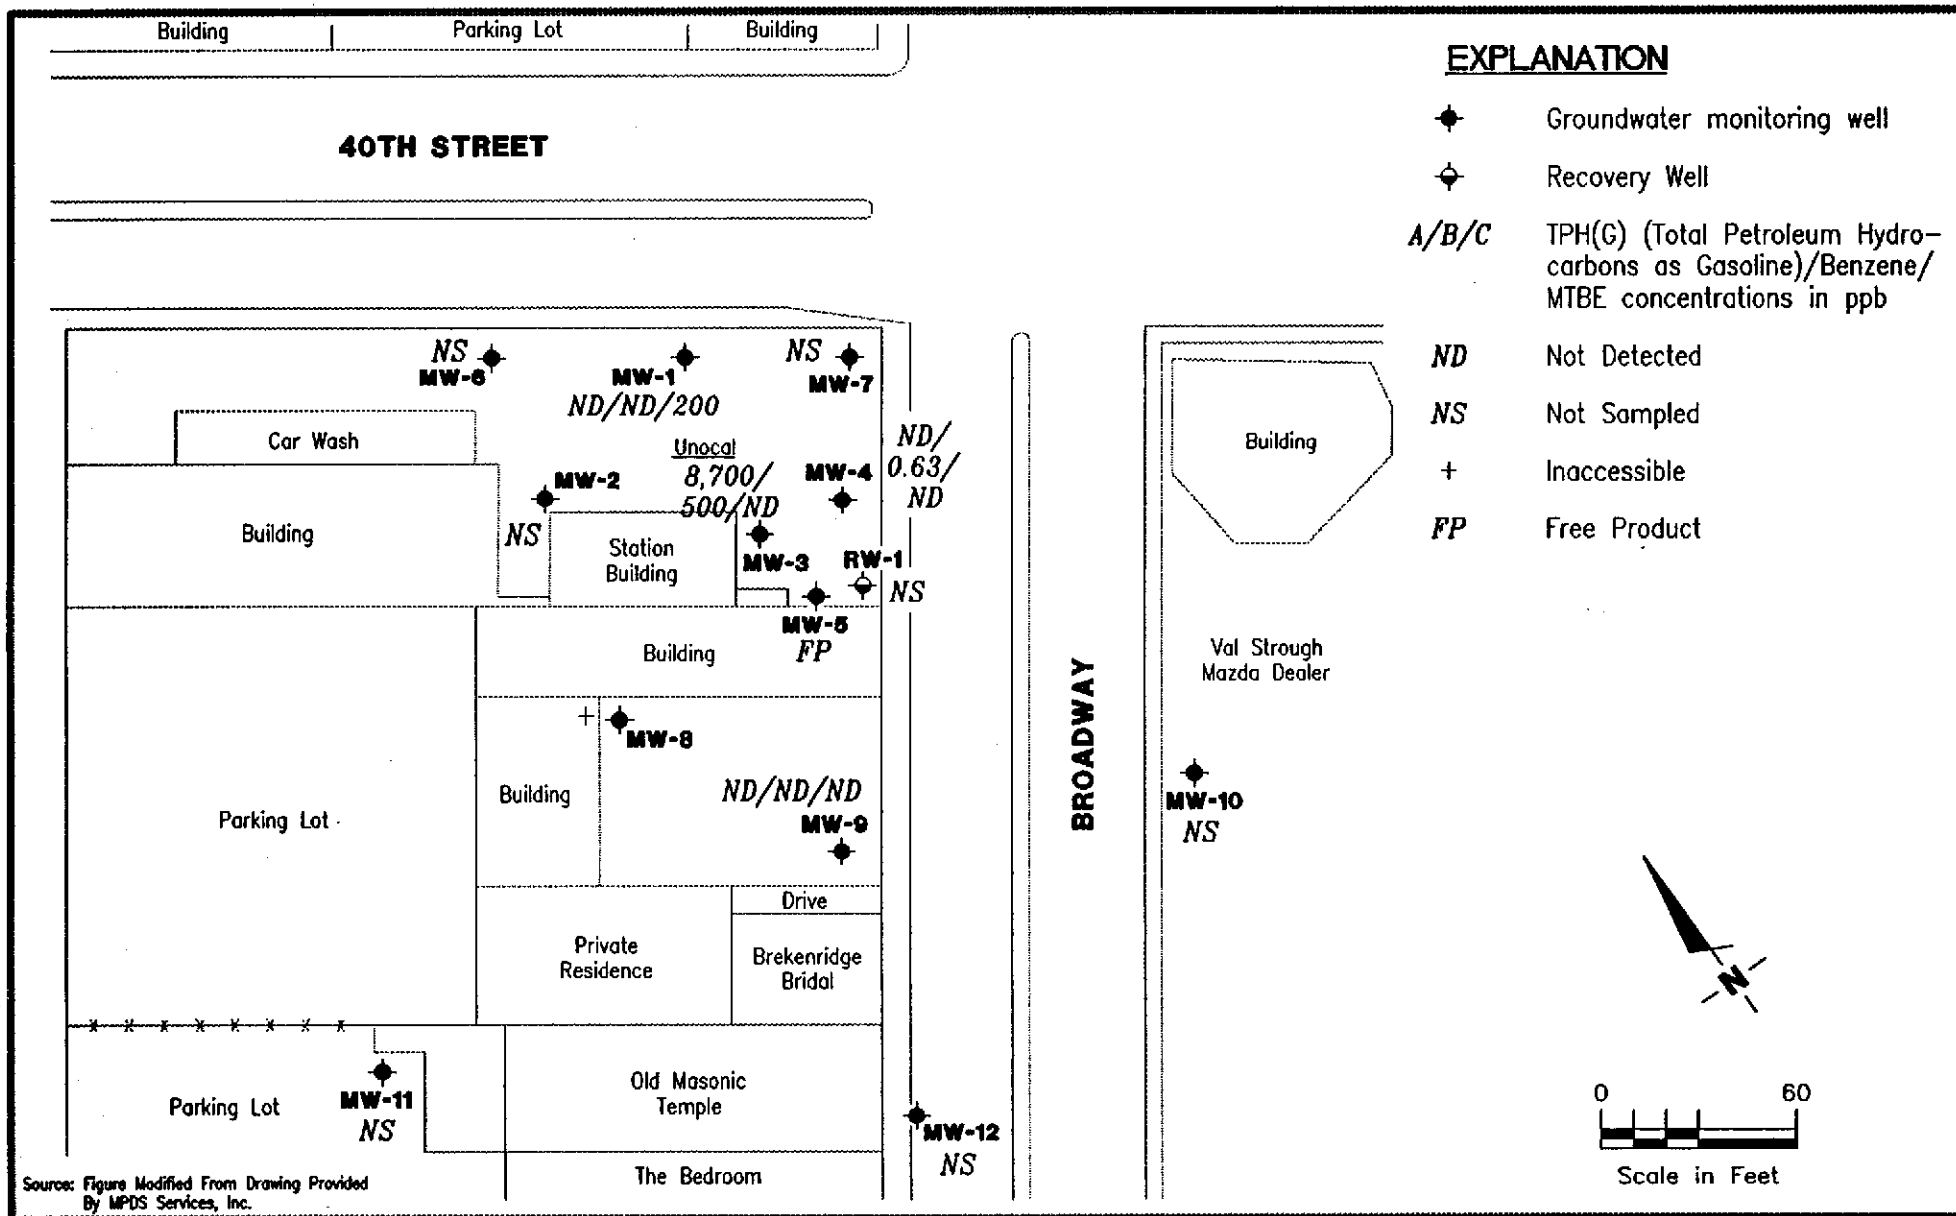 Building
Parking Lot
Building
40TH STREET
EXPLANATION
Groundwater monitoring well
Recovery Well
A/B/C
TPH(G) (Total Petroleum Hydro-
carbons as Gasoline)/Benzene/
MTBE concentrations in ppb
ND
Not Detected
NS
Not Sampled
+
Inaccessible
FP
Free Product
NS
MW-6
MW-1
ND/ND/200
NS
MW-7
Car Wash
Building
MW-2
NS
Unocal
8,700/
500/ND
Station
Building
MW-3
MW-4
ND/
0.63/
ND
RW-1
NS
MW-5
FP
Building
Building
Val Strough
Mazda Dealer
BROADWAY
MW-10
NS
+
MW-8
Building
ND/ND/ND
MW-9
Parking Lot
Drive
Private
Residence
Brekenridge
Bridal
N
Parking Lot
MW-11
NS
Old Masonic
Temple
MW-12
NS
The Bedroom
0 60
Scale in Feet
Source: Figure Modified From Drawing Provided
By MPDS Services, Inc.